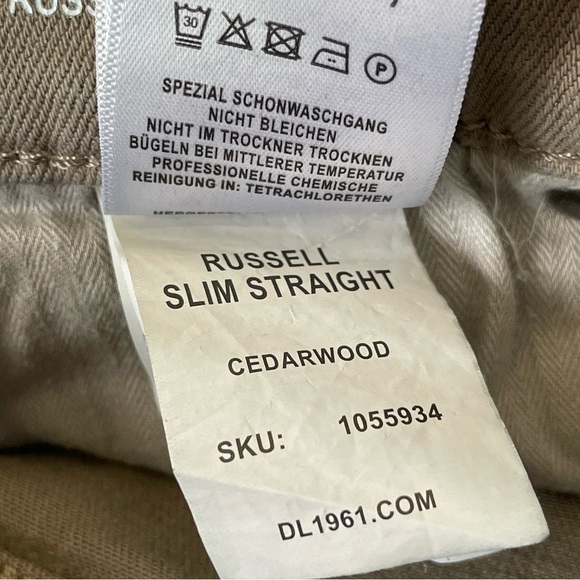 30
P
SPEZIAL SCHONWASCHGANG
NICHT BLEICHEN
NICHT IM TROCKNER TROCKNEN
BÜGELN BEI MITTLERER TEMPERATUR
PROFESSIONELLE CHEMISCHE
REINIGUNG IN: TETRACHLORETHEN
RUSSELL
SLIM STRAIGHT
CEDARWOOD
SKU: 1055934
DL1961.COM